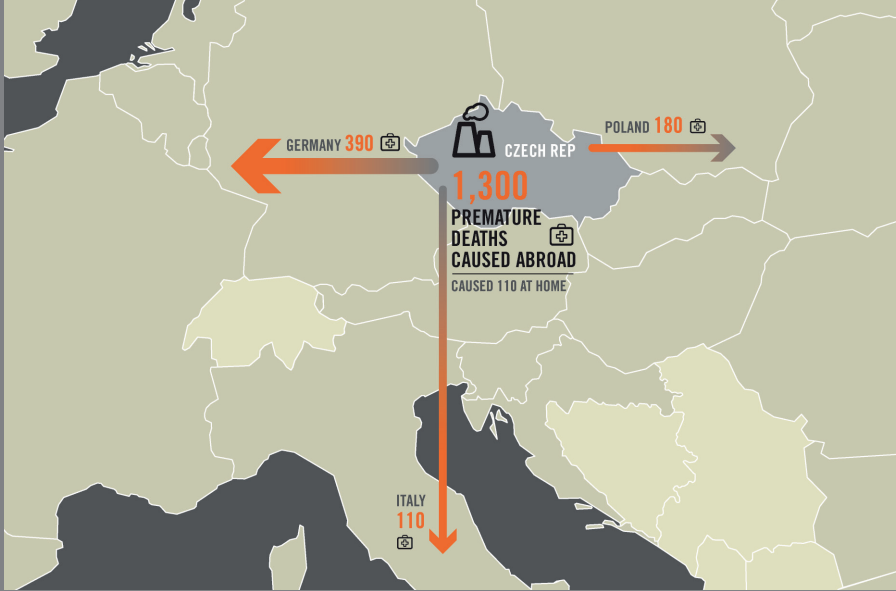 GERMANY 390
POLAND 180
CZECH REP
1,300
PREMATURE
DEATHS
CAUSED ABROAD
CAUSED 110 AT HOME
ITALY
110